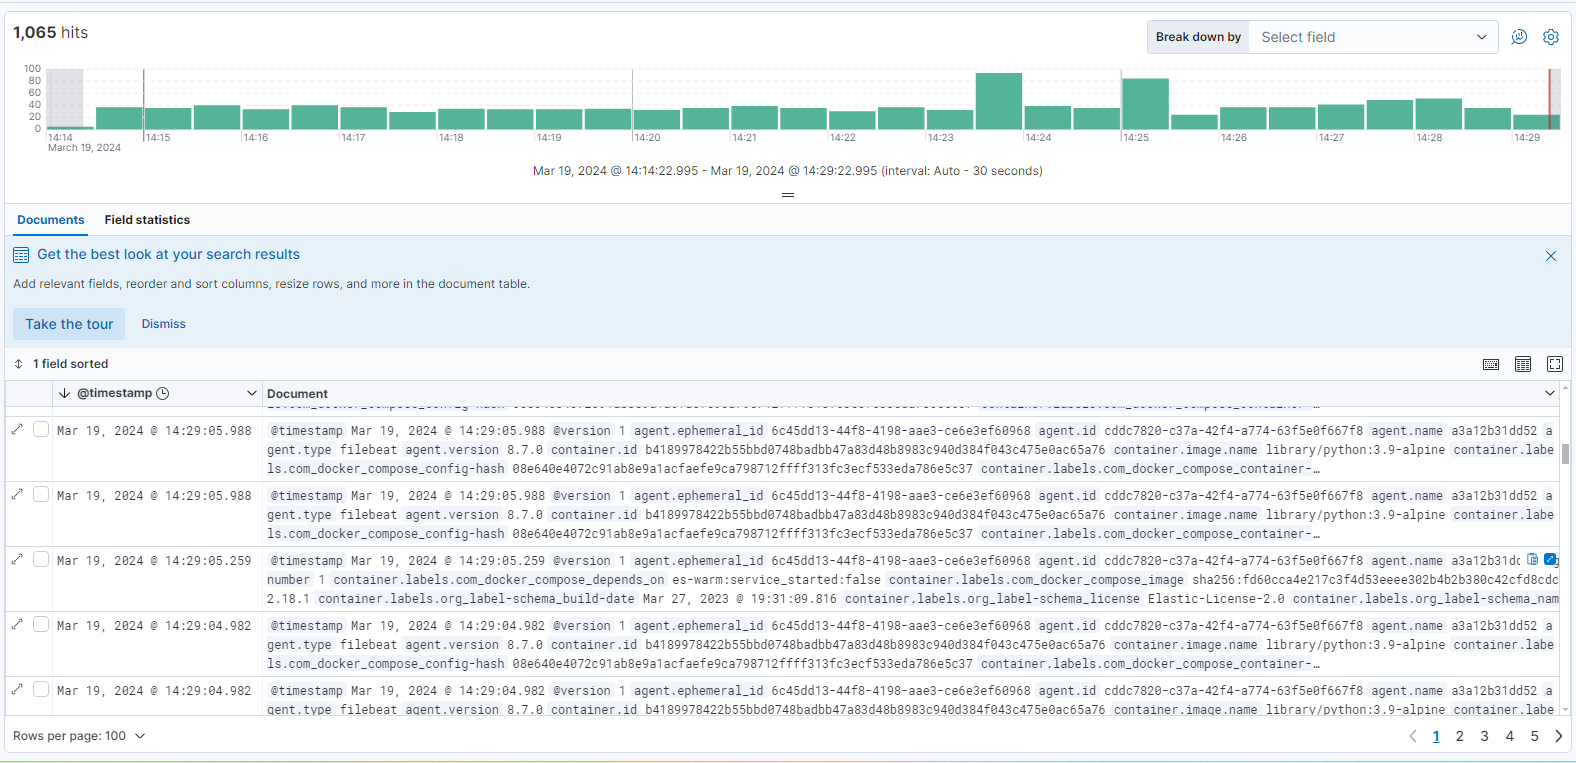 1,065 hits
Break down by Select field
100
80
60
40
20
0
14:14 14:15 14:16 14:17 14:18 14:19 14:20 14:21 14:22 14:23 14:24 14:25 14:26 14:27 14:28 14:29
March 19, 2024
Mar 19, 2024 @ 14:14:22.995 - Mar 19, 2024 @ 14:29:22.995 (interval: Auto - 30 seconds)
Documents Field statistics
Get the best look at your search results
Add relevant fields, reorder and sort columns, resize rows, and more in the document table.
Take the tour Dismiss
1 field sorted
@timestamp Document
Mar 19, 2024 @ 14:29:05.988 @timestamp Mar 19, 2024 @ 14:29:05.988 @version 1 agent.ephemeral_id 6c45dd13-44f8-4198-aae3-ce6e3ef60968 agent.id cddc7820-c37a-42f4-a774-63f5e0f667f8 agent.name a3a12b31dd52 a
gent.type filebeat agent.version 8.7.0 container.id b4189978422b55bbd0748badbb47a83d48b8983c940d384f043c475e0ac65a76 container.image.name library/python:3.9-alpine container.labe
ls.com_docker_compose_config-hash 08e640e4072c91ab8e9a1acfaefe9ca798712ffff313fc3ecf533eda786e5c37 container.labels.com_docker_compose_container-…
Mar 19, 2024 @ 14:29:05.988 @timestamp Mar 19, 2024 @ 14:29:05.988 @version 1 agent.ephemeral_id 6c45dd13-44f8-4198-aae3-ce6e3ef60968 agent.id cddc7820-c37a-42f4-a774-63f5e0f667f8 agent.name a3a12b31dd52 a
gent.type filebeat agent.version 8.7.0 container.id b4189978422b55bbd0748badbb47a83d48b8983c940d384f043c475e0ac65a76 container.image.name library/python:3.9-alpine container.labe
ls.com_docker_compose_config-hash 08e640e4072c91ab8e9a1acfaefe9ca798712ffff313fc3ecf533eda786e5c37 container.labels.com_docker_compose_container-…
Mar 19, 2024 @ 14:29:05.259 @timestamp Mar 19, 2024 @ 14:29:05.259 @version 1 agent.ephemeral_id 6c45dd13-44f8-4198-aae3-ce6e3ef60968 agent.id cddc7820-c37a-42f4-a774-63f5e0f667f8 agent.name a3a12b31dc
number 1 container.labels.com_docker_compose_depends_on es-warm:service_started:false container.labels.com_docker_compose_image sha256:fd60cca4e217c3f4d53eeee302b4b2b380c42cfd8cdc
2.18.1 container.labels.org_label-schema_build-date Mar 27, 2023 @ 19:31:09.816 container.labels.org_label-schema_license Elastic-License-2.0 container.labels.org_label-schema_nam
Mar 19, 2024 @ 14:29:04.982 @timestamp Mar 19, 2024 @ 14:29:04.982 @version 1 agent.ephemeral_id 6c45dd13-44f8-4198-aae3-ce6e3ef60968 agent.id cddc7820-c37a-42f4-a774-63f5e0f667f8 agent.name a3a12b31dd52 a
gent.type filebeat agent.version 8.7.0 container.id b4189978422b55bbd0748badbb47a83d48b8983c940d384f043c475e0ac65a76 container.image.name library/python:3.9-alpine container.labe
ls.com_docker_compose_config-hash 08e640e4072c91ab8e9a1acfaefe9ca798712ffff313fc3ecf533eda786e5c37 container.labels.com_docker_compose_container-…
Mar 19, 2024 @ 14:29:04.982 @timestamp Mar 19, 2024 @ 14:29:04.982 @version 1 agent.ephemeral_id 6c45dd13-44f8-4198-aae3-ce6e3ef60968 agent.id cddc7820-c37a-42f4-a774-63f5e0f667f8 agent.name a3a12b31dd52 a
gent.type filebeat agent.version 8.7.0 container.id b4189978422b55bbd0748badbb47a83d48b8983c940d384f043c475e0ac65a76 container.image.name library/python:3.9-alpine container.labe
Rows per page: 100 1 2 3 4 5